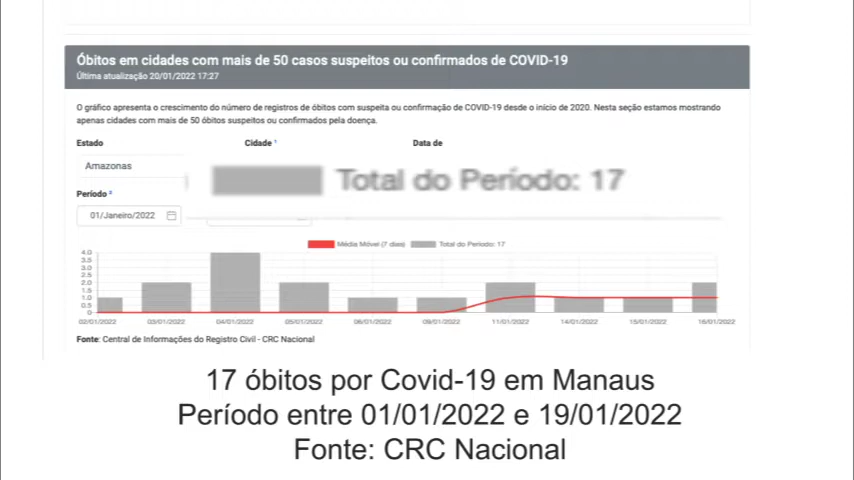 Óbitos em cidades com mais de 50 casos suspeitos ou confirmados de COVID-19
Última atualização 20/01/2022 17:27
O gráfico apresenta o crescimento do número de registros de óbitos com suspeita ou confirmação de COVID-19 desde o início de 2020. Nesta seção estamos mostrando
apenas cidades com mais de 50 óbitos suspeitos ou confirmados pela doença.
Estado Cidade Data de
Amazonas
Total do Período: 17
Período
01/Janeiro/2022
Média Móvel (7 dias) Total do Periodo: 17
4.0
3.5
3.0
2.5
2.0
1.5
1.0
0.5
0
02/01/2022 03/01/2022 04/01/2022 05/01/2022 06/01/2022 09/01/2022 11/01/2022 14/01/2022 15/01/2022 16/01/2022
Fonte: Central de Informações do Registro Civil - CRC Nacional
17 óbitos por Covid-19 em Manaus
Período entre 01/01/2022 e 19/01/2022
Fonte: CRC Nacional